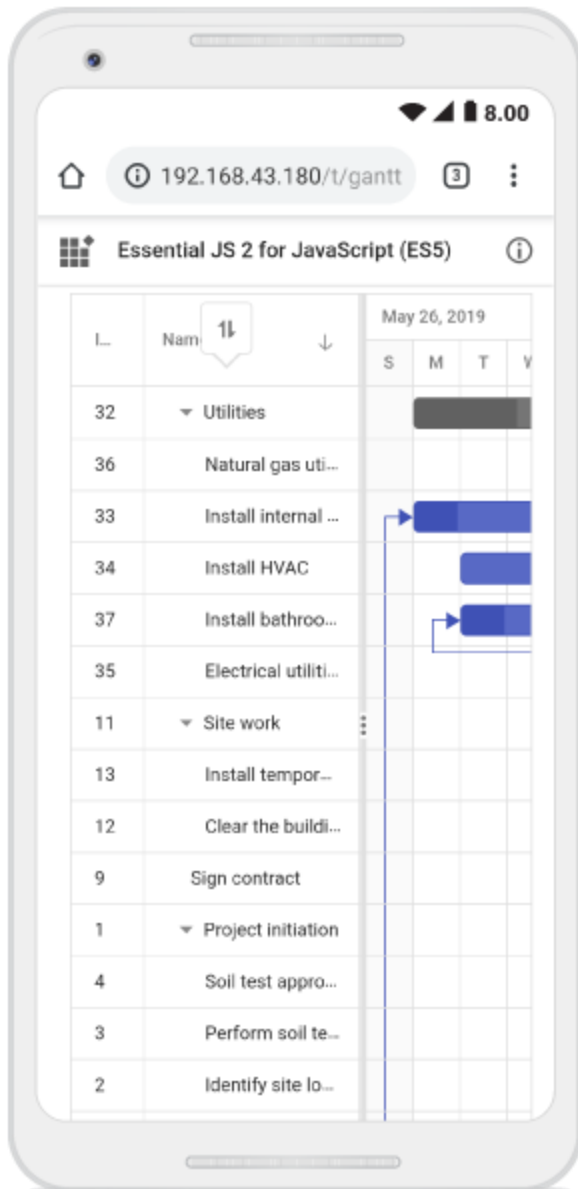 8.00
192.168.43.180/t/gantt
3
Essential JS 2 for JavaScript (ES5)
I...
Nam
May 26, 2019
S M T
32 Utilities
36 Natural gas uti...
33 Install internal ...
34 Install HVAC
37 Install bathroo...
35 Electrical utiliti...
11 Site work
13 Install tempor...
12 Clear the buildi...
9 Sign contract
1 Project initiation
4 Soil test appro...
3 Perform soil te...
2 Identify site lo...